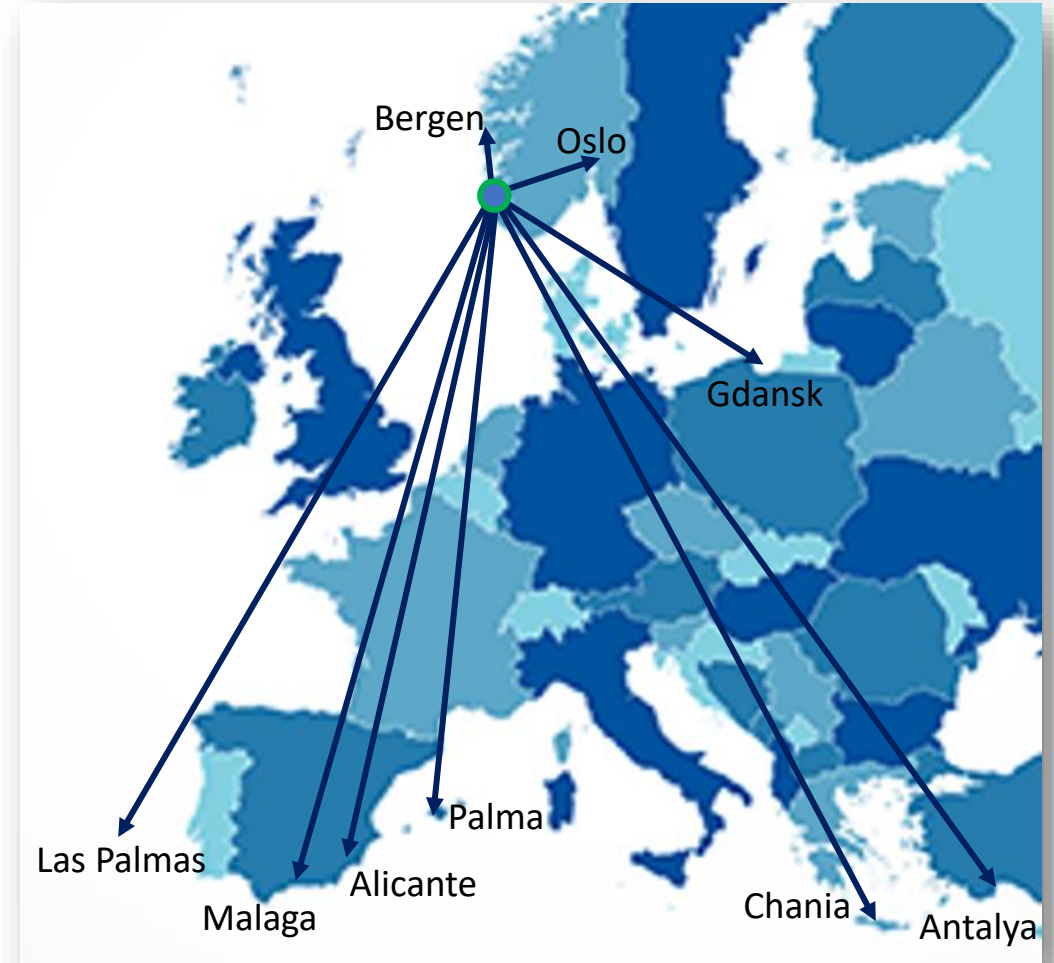 Bergen
Oslo
Gdansk
Palma
Las Palmas
Alicante
Malaga
Chania
Antalya